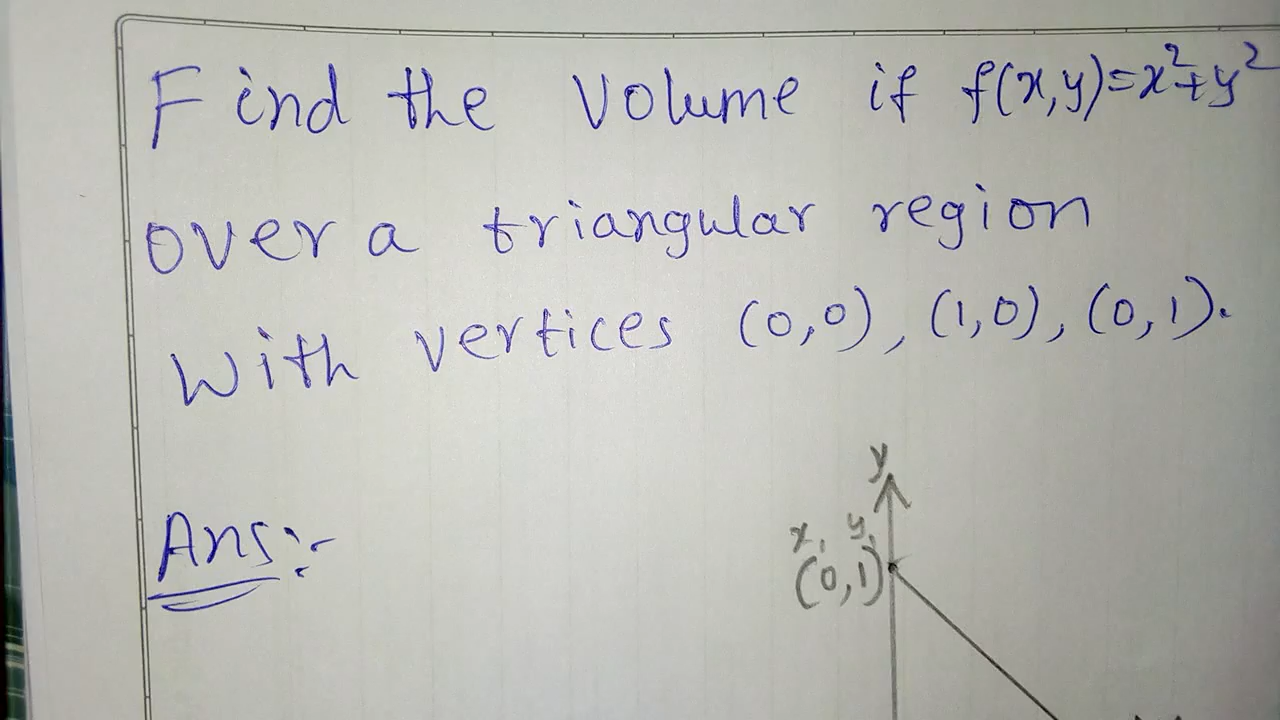 Find the Volume if f(x,y)=x²+y²
over a triangular region
With vertices (0,0), (1,0), (0,1).
Ans:-
y
x, y,
(0,1)